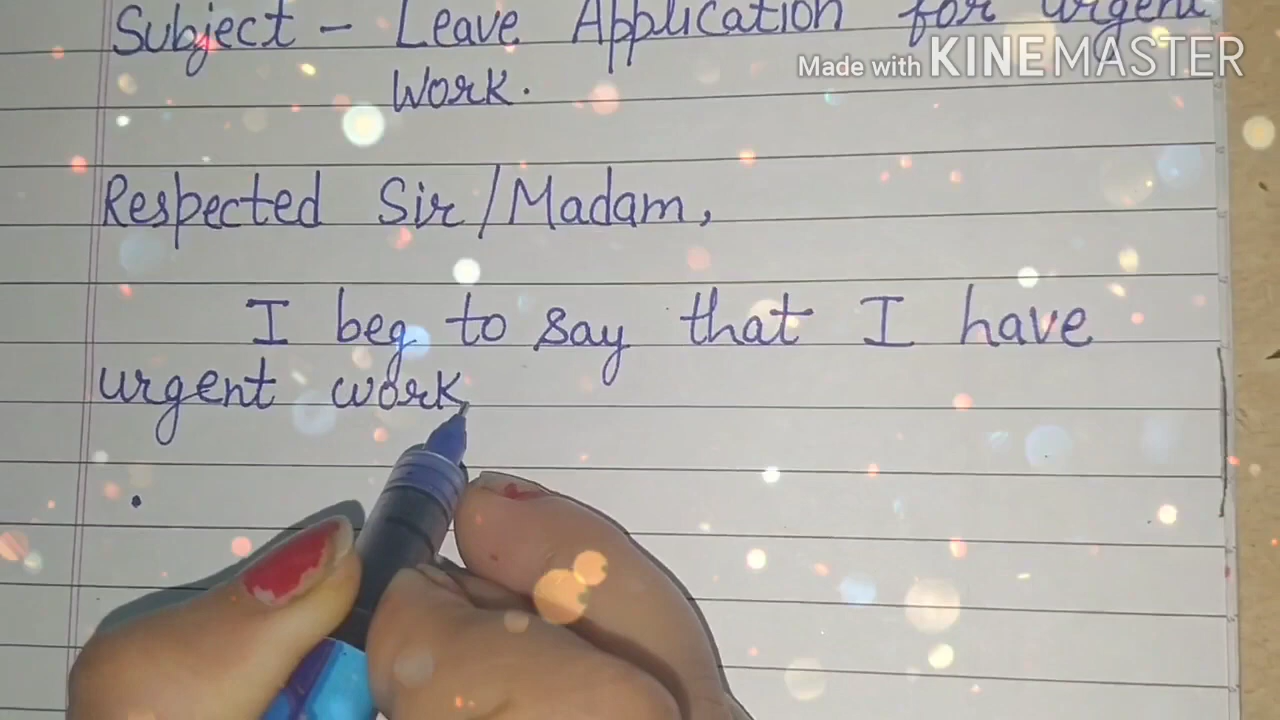 Subject - Leave Application for urgent
Made with KINEMASTER
Work.
Respected Sir/Madam,
I beg to say that I have
urgent work